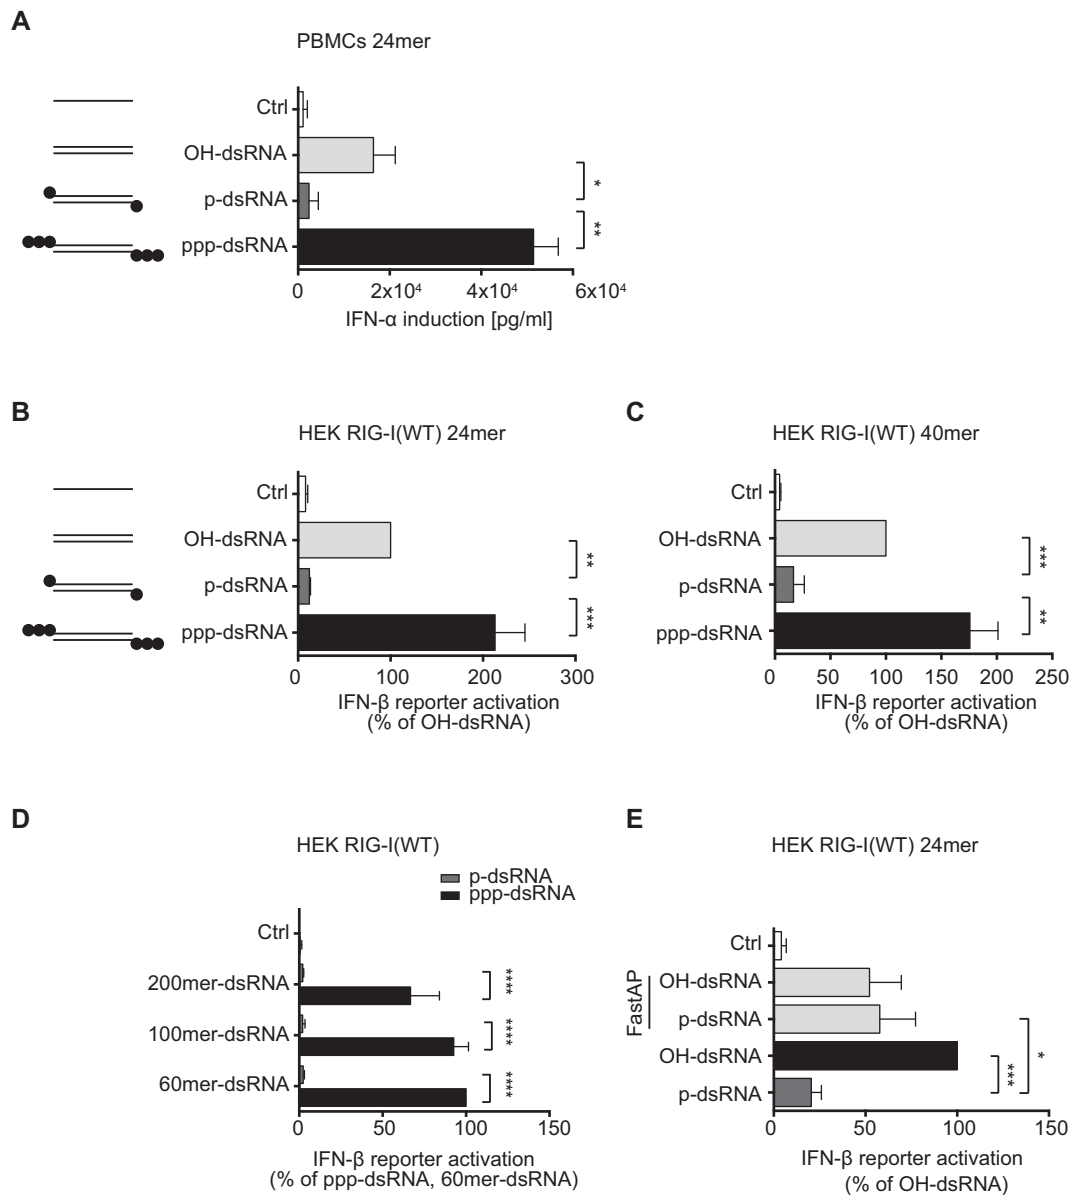 A
PBMCs 24mer
Ctrl
OH-dsRNA
p-dsRNA
*
ppp-dsRNA
**
0 2x10⁴ 4x10⁴ 6x10⁴
IFN-α induction [pg/ml]
B
HEK RIG-I(WT) 24mer
Ctrl
OH-dsRNA
**
p-dsRNA
***
ppp-dsRNA
0 100 200 300
IFN-β reporter activation
(% of OH-dsRNA)
C
HEK RIG-I(WT) 40mer
Ctrl
OH-dsRNA
***
p-dsRNA
**
ppp-dsRNA
0 50 100 150 200 250
IFN-β reporter activation
(% of OH-dsRNA)
D
HEK RIG-I(WT)
p-dsRNA
ppp-dsRNA
Ctrl
200mer-dsRNA
****
100mer-dsRNA
****
60mer-dsRNA
****
0 50 100 150
IFN-β reporter activation
(% of ppp-dsRNA, 60mer-dsRNA)
E
HEK RIG-I(WT) 24mer
Ctrl
FastAP
OH-dsRNA
p-dsRNA
OH-dsRNA
*
***
p-dsRNA
0 50 100 150
IFN-β reporter activation
(% of OH-dsRNA)